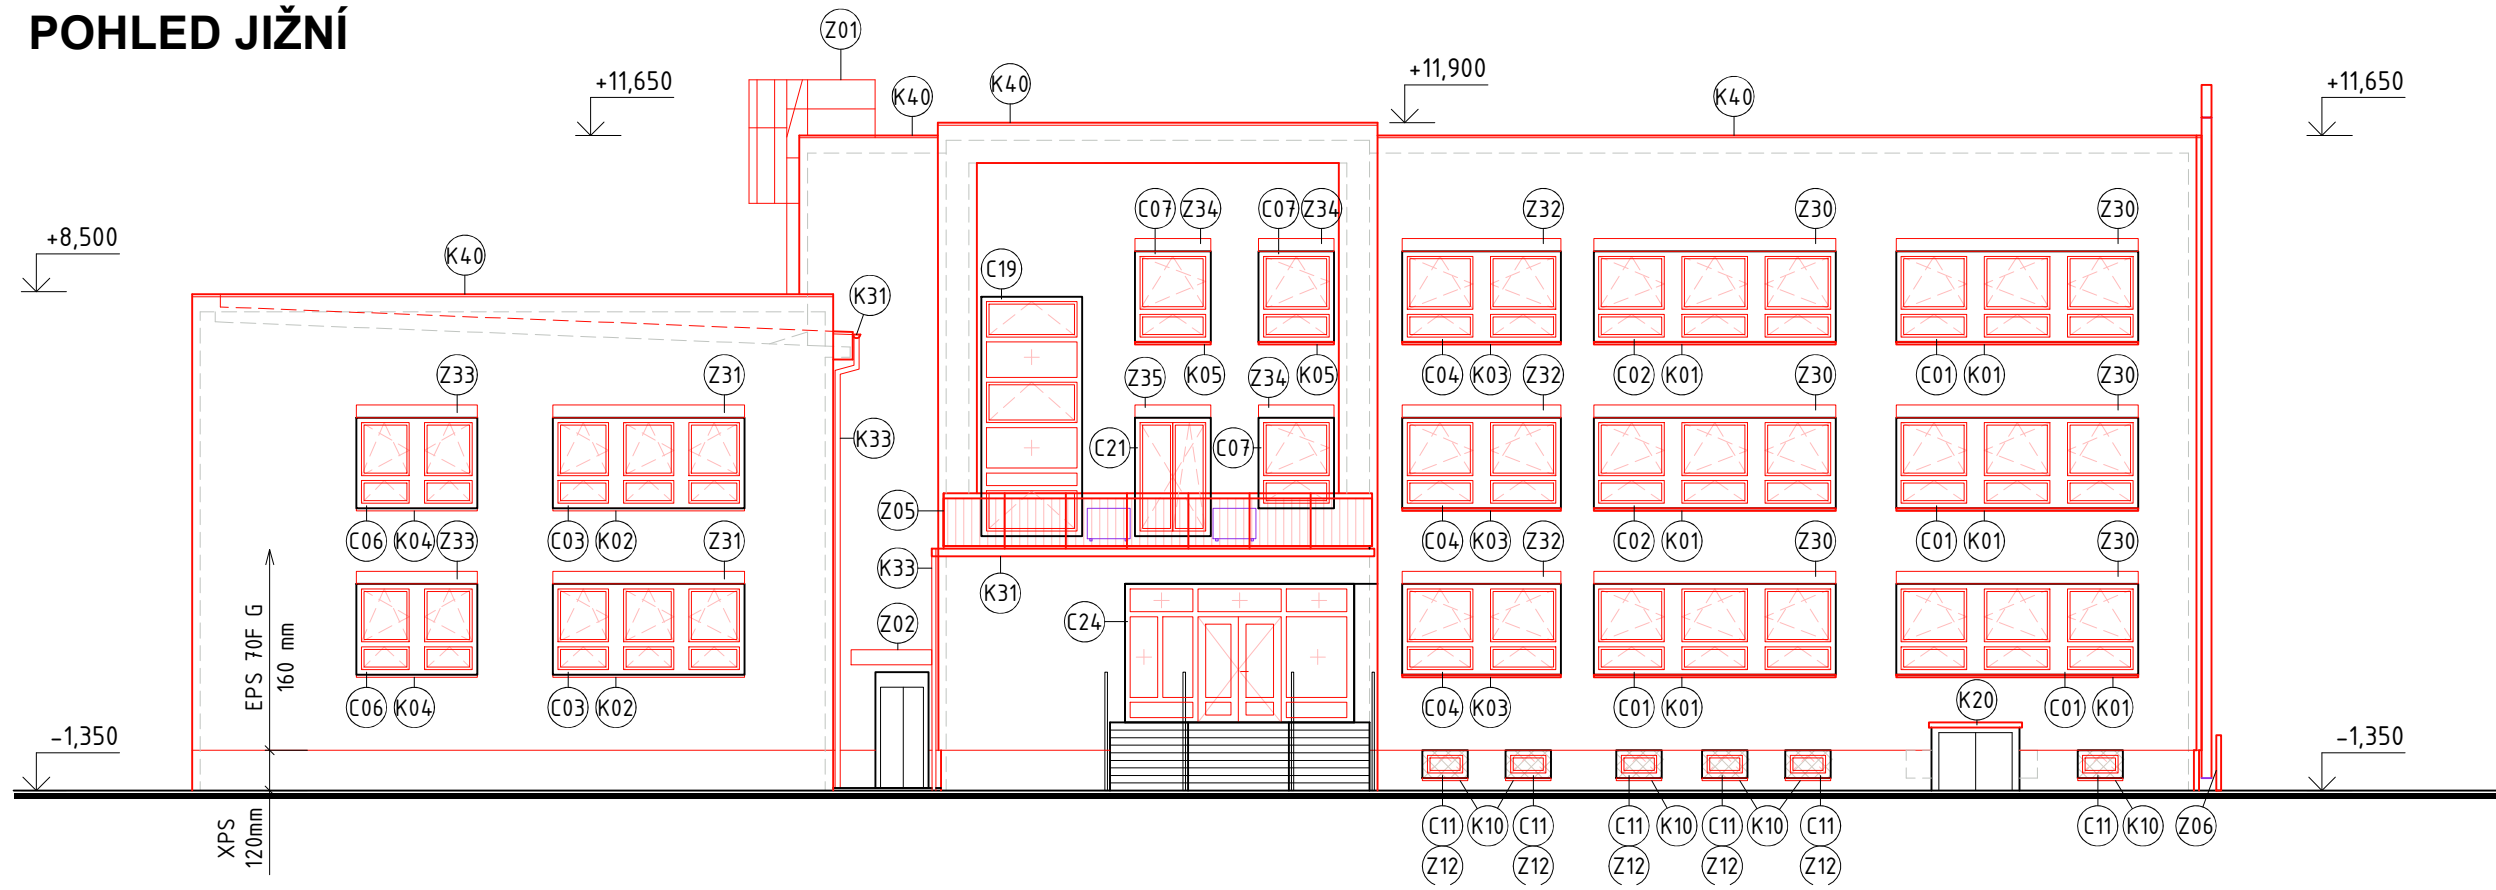 POHLED JIŽNÍ
Z01
+11,650
K40
K40
+11,900
K40
+11,650
+8,500
K40
K31
C19
C07
Z34
C07
Z34
Z32
Z30
Z30
Z33
Z31
Z35
K05
Z34
K05
C04
K03
Z32
C02
K01
Z30
C01
K01
Z30
K33
C21
C07
Z05
C06
K04
Z33
C03
K02
Z31
K33
K31
C04
K03
Z32
C02
K01
Z30
C01
K01
Z30
EPS 70F G
160 mm
Z02
C24
C06
K04
C03
K02
C04
K03
C01
K01
K20
C01
K01
-1,350
-1,350
XPS
120mm
C11
K10
C11
C11
K10
C11
K10
C11
C11
K10
Z06
Z12
Z12
Z12
Z12
Z12